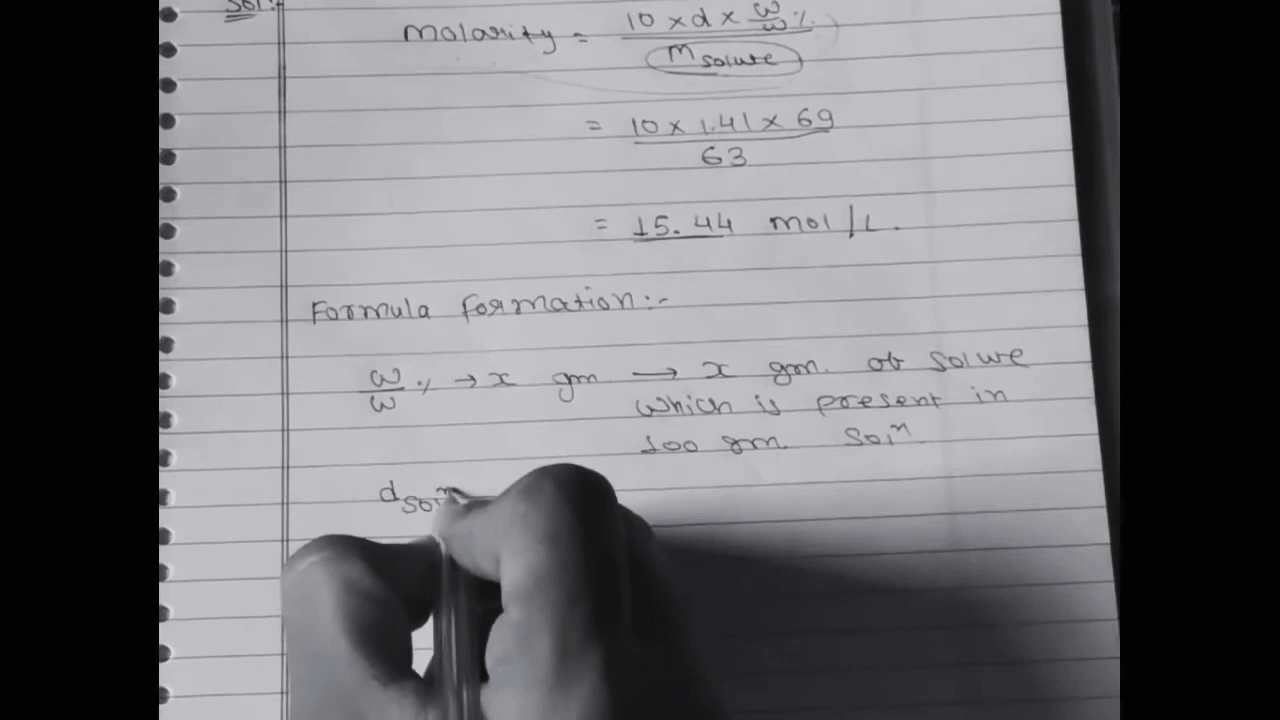 Sol:-
Molarity = 10 x d x w/w % / M solute
= 10 x 1.41 x 69 / 63
= 15.44 mol/L.
Formula formation:-
w/w % → x gm → x gm. of solute
which is present in
100 gm solⁿ
d solⁿ